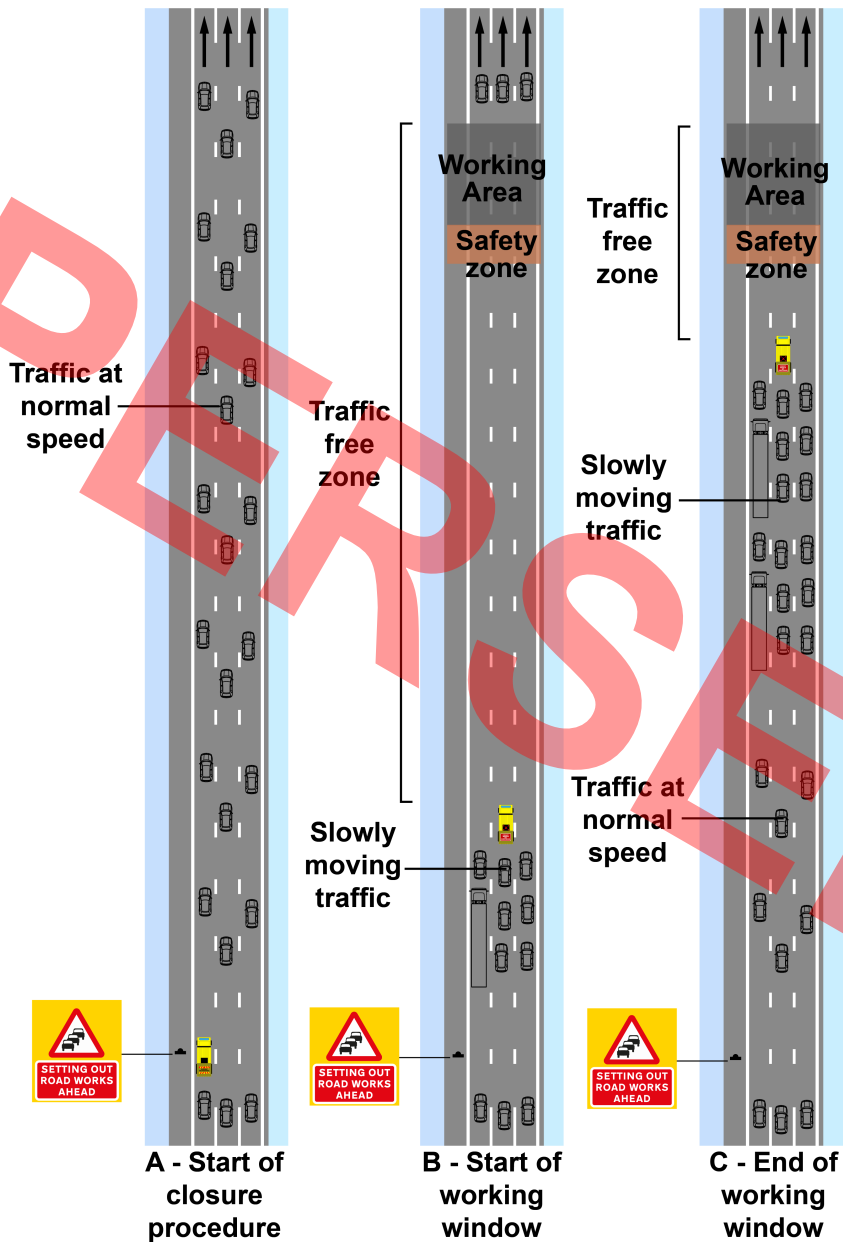 Traffic at
normal
speed
SETTING OUT
ROAD WORKS
AHEAD
A - Start of
closure
procedure
Working
Area
Safety
zone
Traffic
free
zone
Slowly
moving
traffic
SETTING OUT
ROAD WORKS
AHEAD
B - Start of
working
window
Working
Area
Safety
zone
Traffic
free
zone
Slowly
moving
traffic
Traffic at
normal
speed
SETTING OUT
ROAD WORKS
AHEAD
C - End of
working
window
PERSE